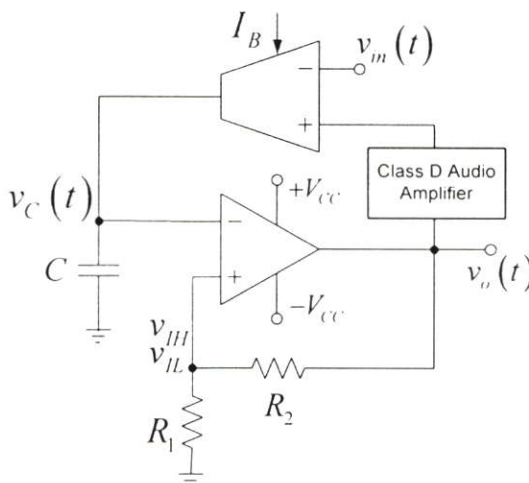 I_B
v_in(t)
−
+
Class D Audio
Amplifier
v_C(t)
+V_CC
−
+
C
−V_CC
v_o(t)
v_IH
v_IL
R_2
R_1